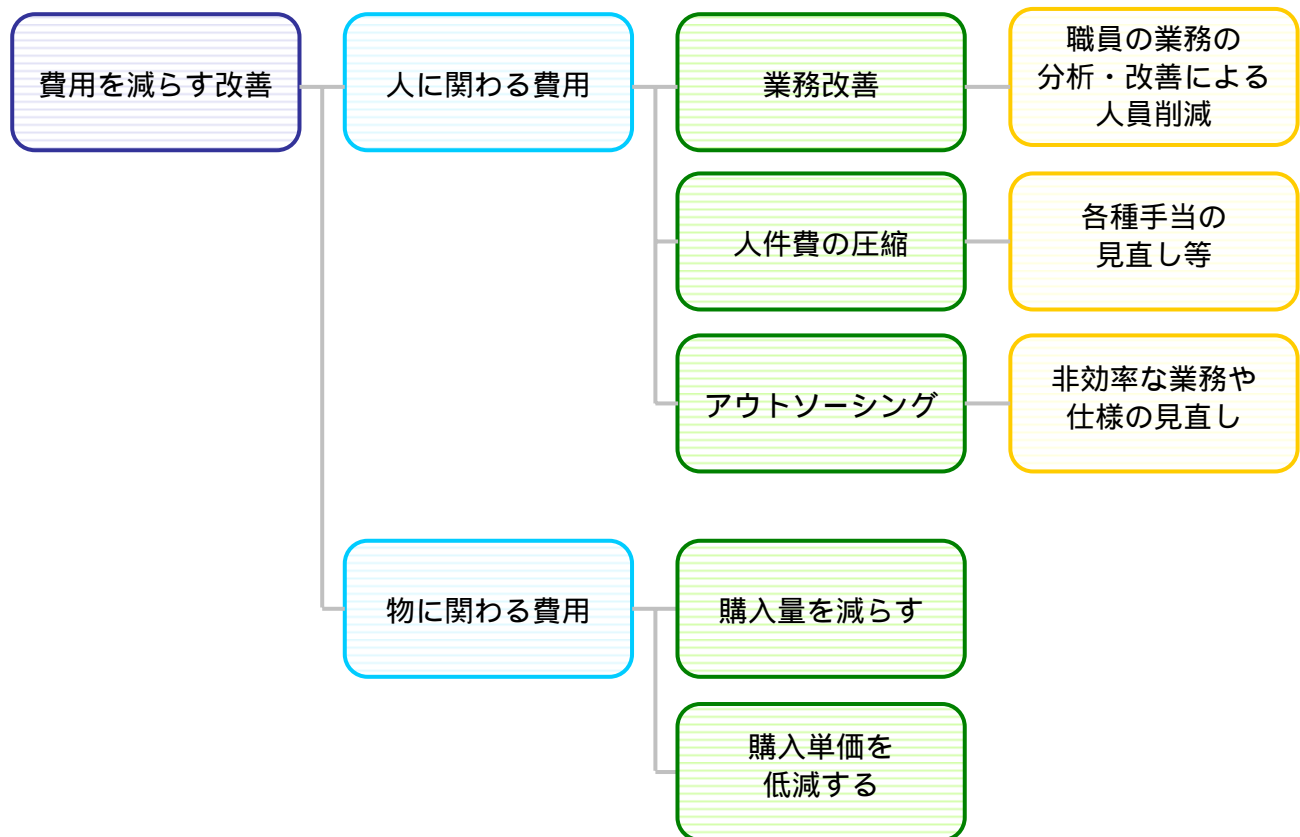 費用を減らす改善
人に関わる費用
業務改善
職員の業務の
分析・改善による
人員削減
人件費の圧縮
各種手当の
見直し等
アウトソーシング
非効率な業務や
仕様の見直し
物に関わる費用
購入量を減らす
購入単価を
低減する